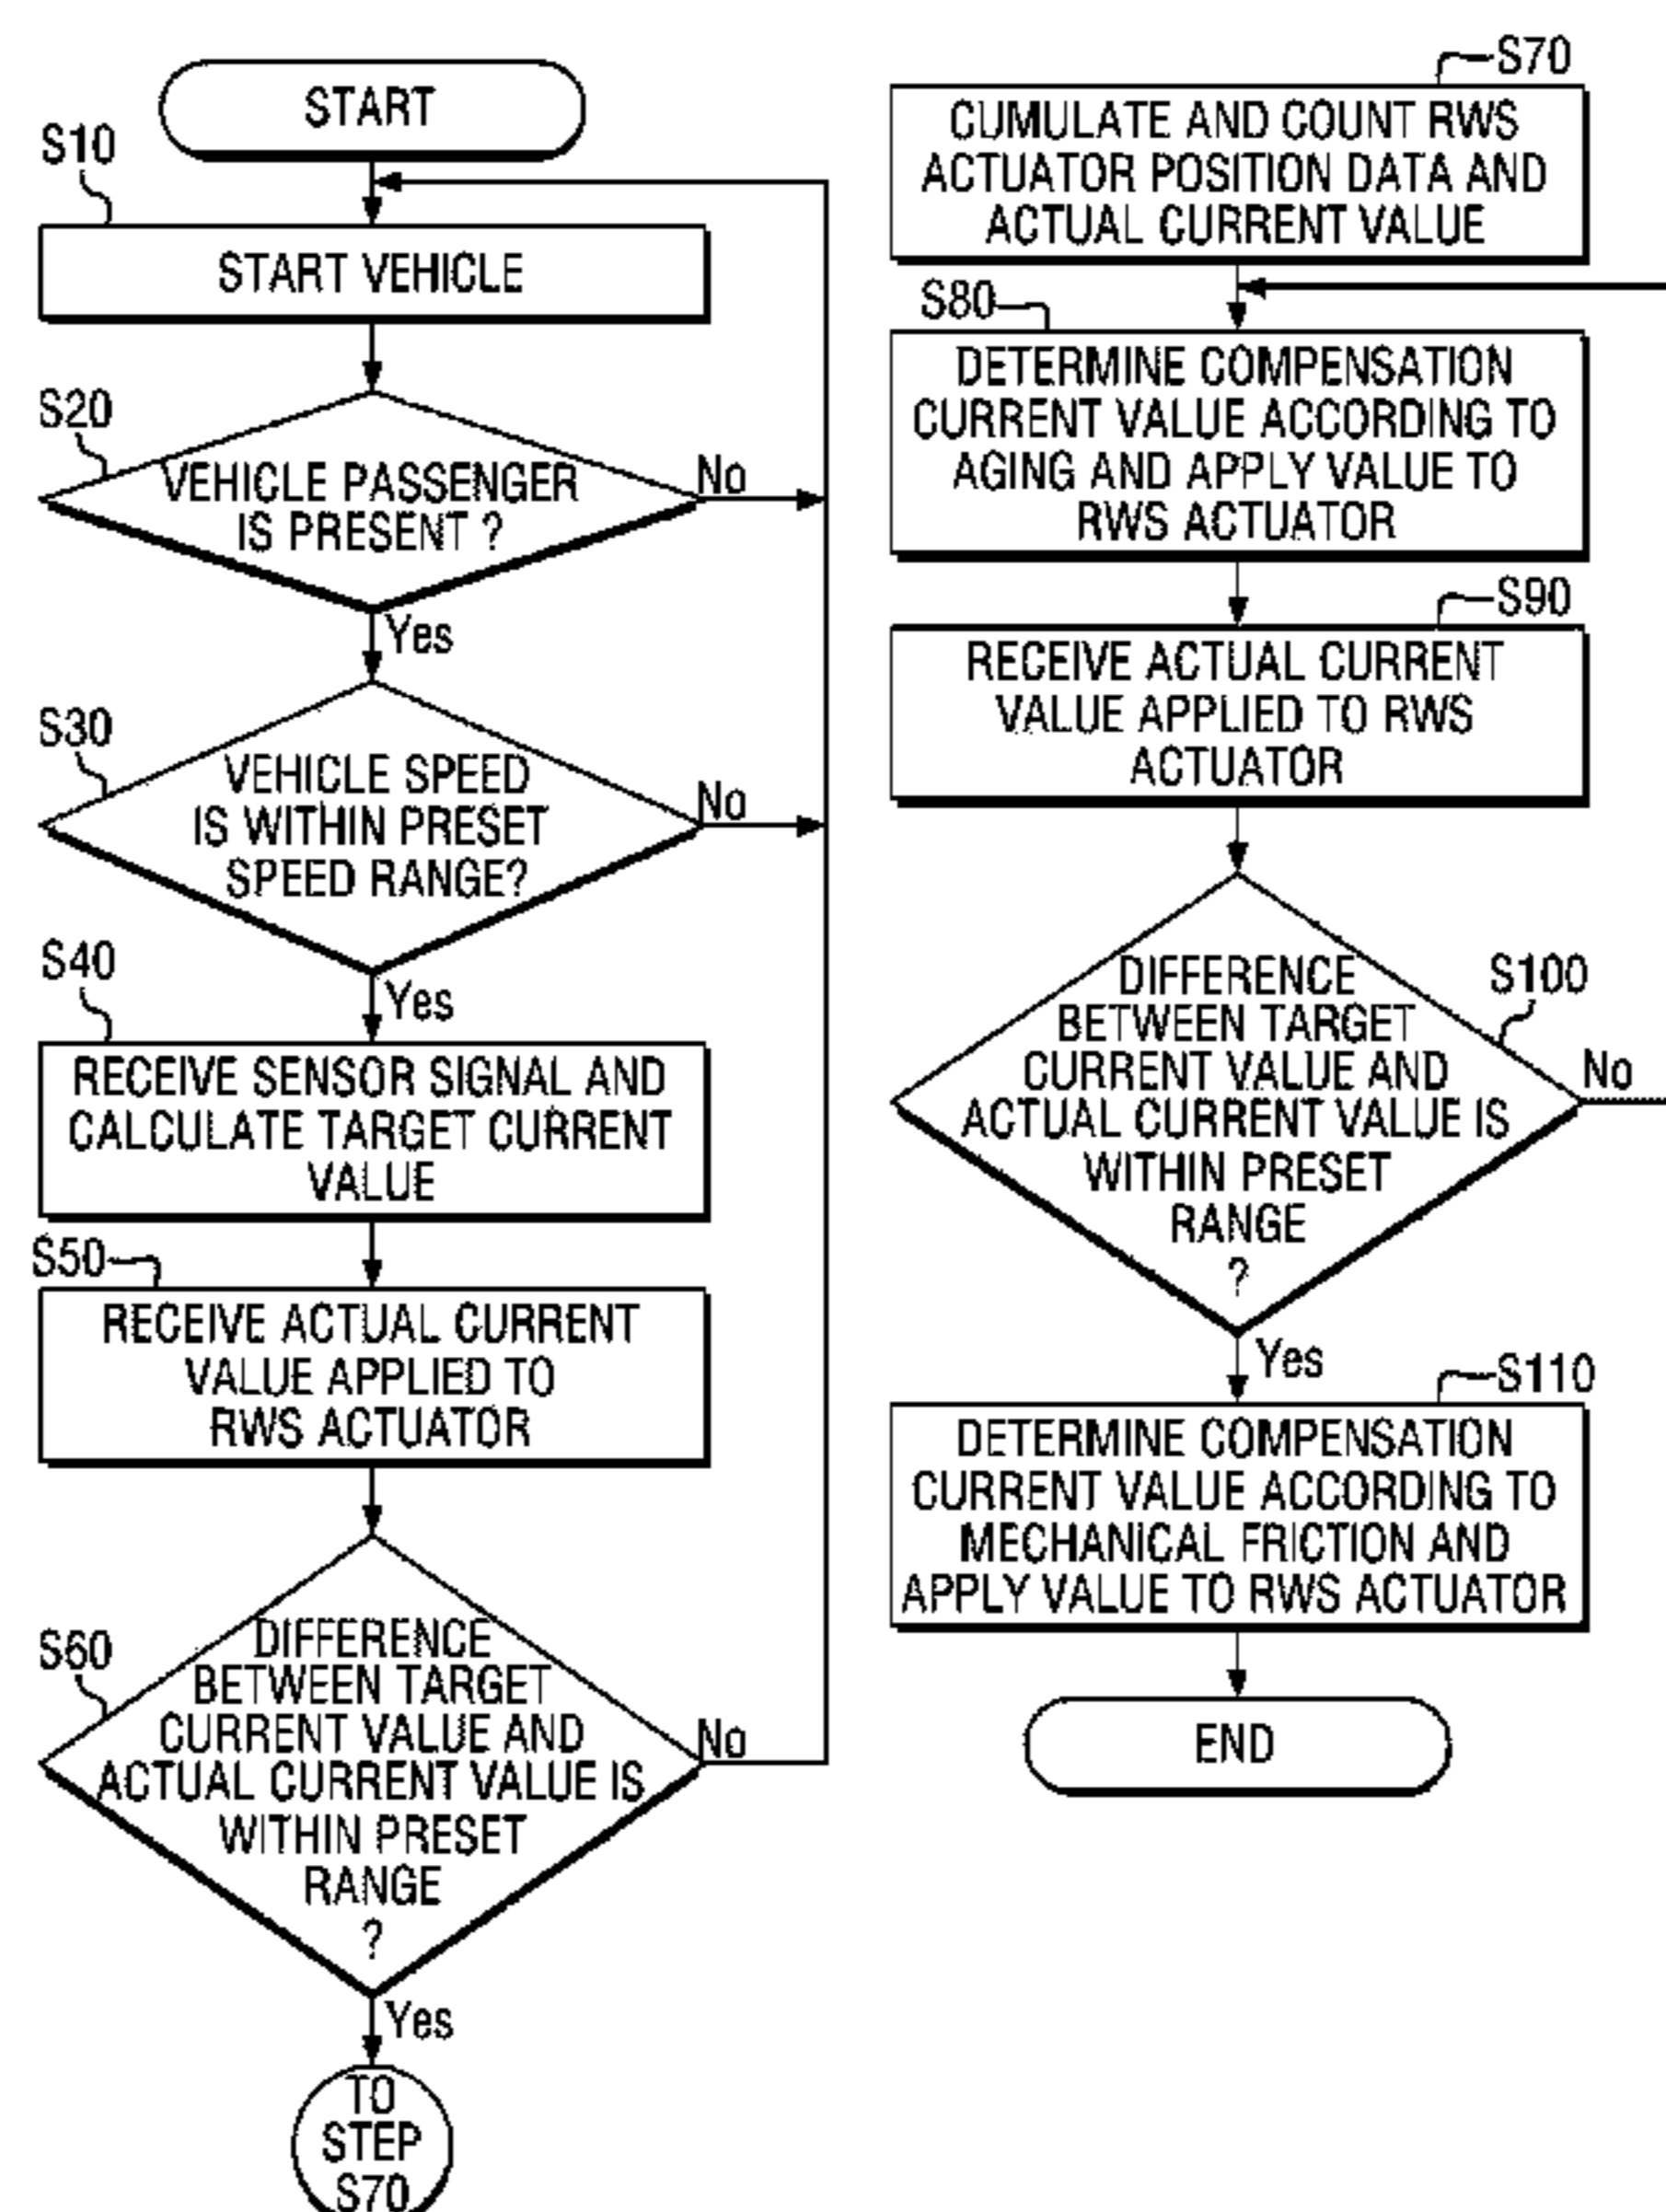 START
S10
START VEHICLE
S20
VEHICLE PASSENGER
IS PRESENT ?
No
Yes
S30
VEHICLE SPEED
IS WITHIN PRESET
SPEED RANGE?
No
Yes
S40
RECEIVE SENSOR SIGNAL AND
CALCULATE TARGET CURRENT
VALUE
S50
RECEIVE ACTUAL CURRENT
VALUE APPLIED TO
RWS ACTUATOR
S60
DIFFERENCE
BETWEEN TARGET
CURRENT VALUE AND
ACTUAL CURRENT VALUE IS
WITHIN PRESET
RANGE
?
No
Yes
TO
STEP
S70
S70
CUMULATE AND COUNT RWS
ACTUATOR POSITION DATA AND
ACTUAL CURRENT VALUE
S80
DETERMINE COMPENSATION
CURRENT VALUE ACCORDING TO
AGING AND APPLY VALUE TO
RWS ACTUATOR
S90
RECEIVE ACTUAL CURRENT
VALUE APPLIED TO RWS
ACTUATOR
S100
DIFFERENCE
BETWEEN TARGET
CURRENT VALUE AND
ACTUAL CURRENT VALUE IS
WITHIN PRESET
RANGE
?
No
Yes
S110
DETERMINE COMPENSATION
CURRENT VALUE ACCORDING TO
MECHANICAL FRICTION AND
APPLY VALUE TO RWS ACTUATOR
END